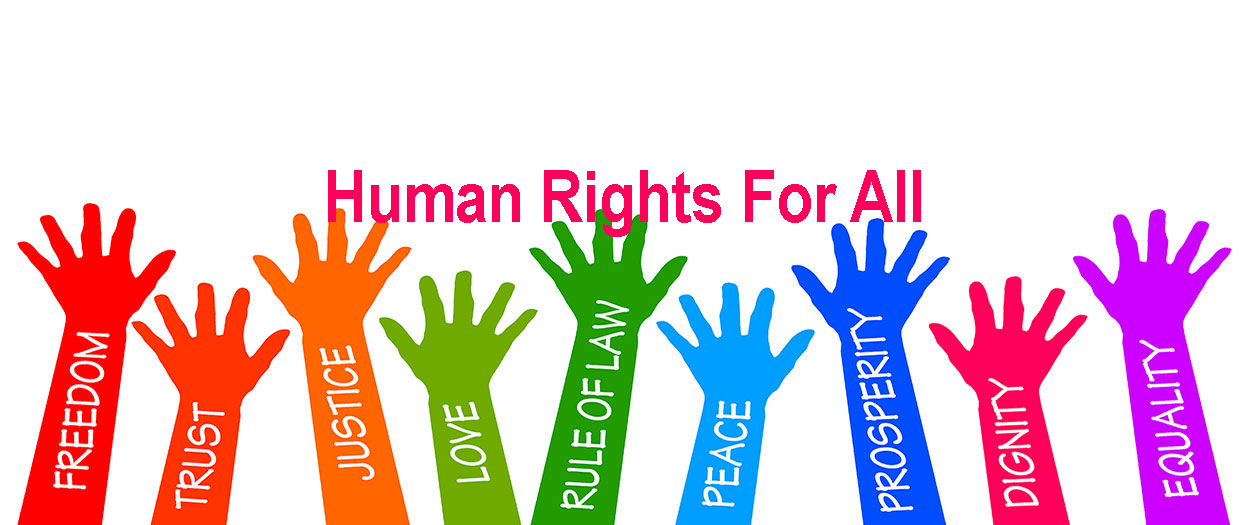 Human Rights For All
FREEDOM
TRUST
JUSTICE
LOVE
RULE OF LAW
PEACE
PROSPERITY
DIGNITY
EQUALITY